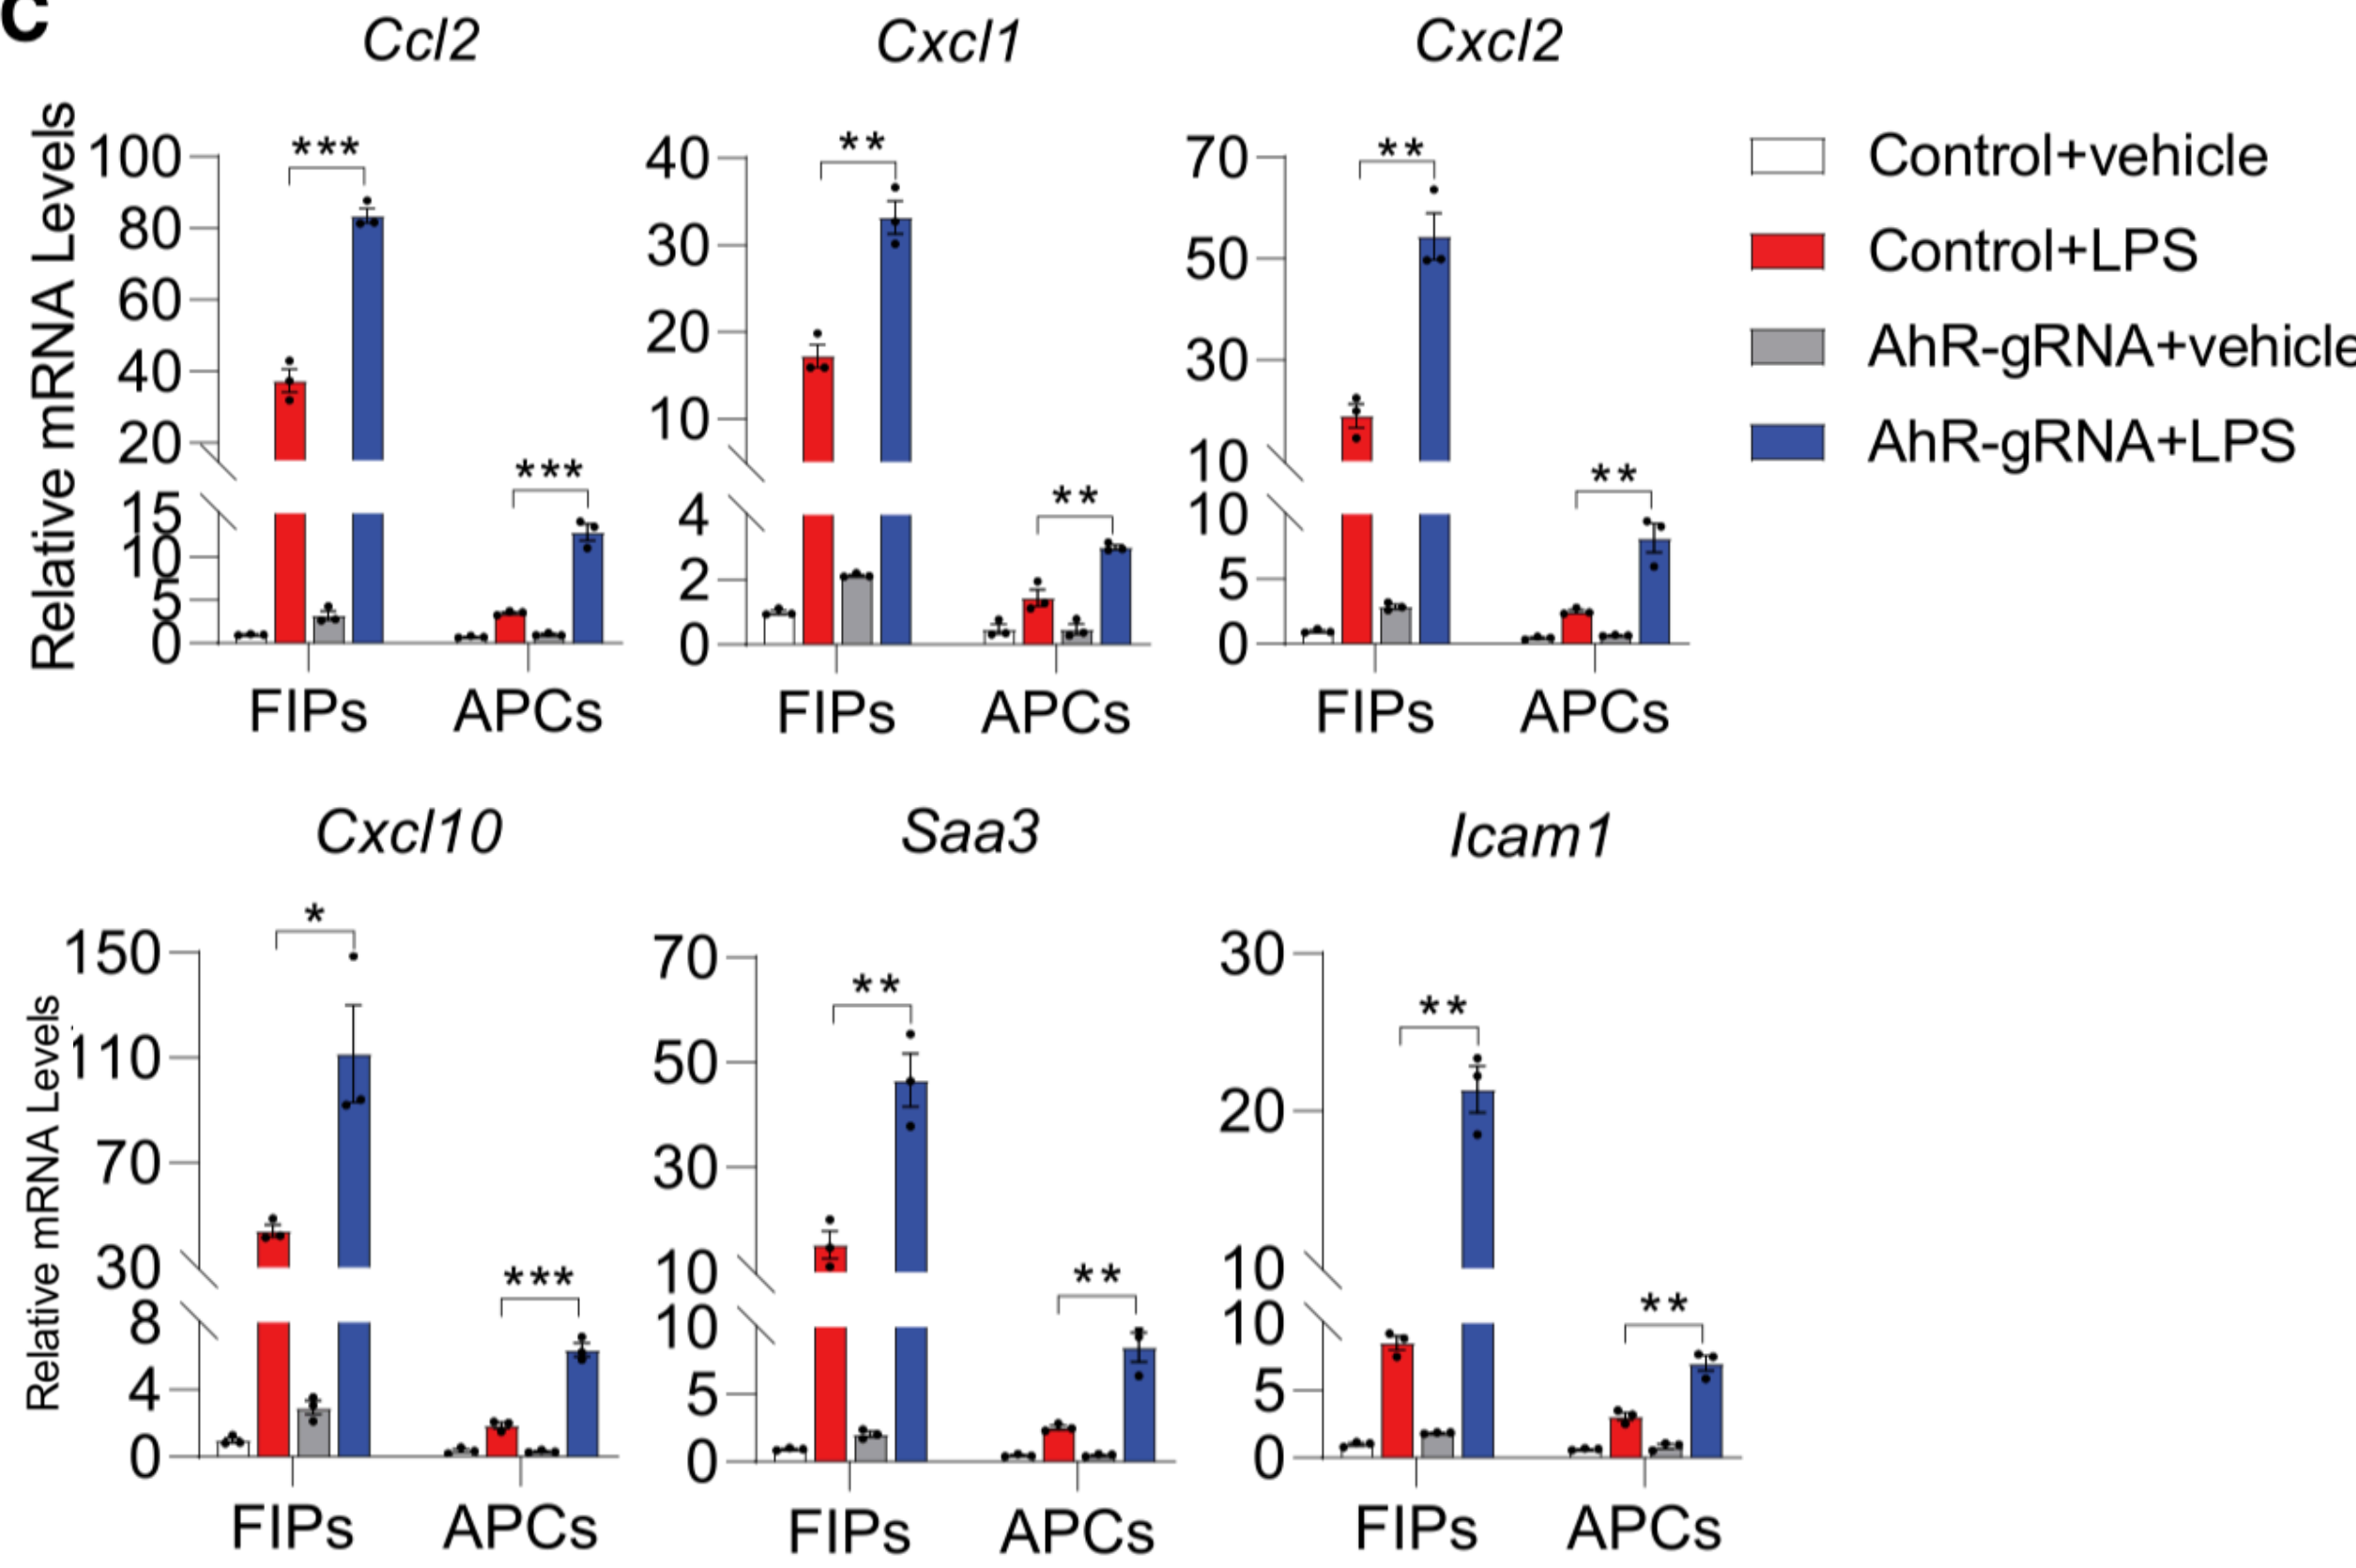 C
Ccl2
Cxcl1
Cxcl2
Relative mRNA Levels
100
80
60
40
20
15
10
5
0
***
***
FIPs
APCs
40
30
20
10
4
2
0
**
**
FIPs
APCs
70
50
30
10
10
5
0
**
**
FIPs
APCs
Control+vehicle
Control+LPS
AhR-gRNA+vehicle
AhR-gRNA+LPS
Cxcl10
Saa3
Icam1
Relative mRNA Levels
150
110
70
30
8
4
0
*
***
FIPs
APCs
70
50
30
10
10
5
0
**
**
FIPs
APCs
30
20
10
10
5
0
**
**
FIPs
APCs